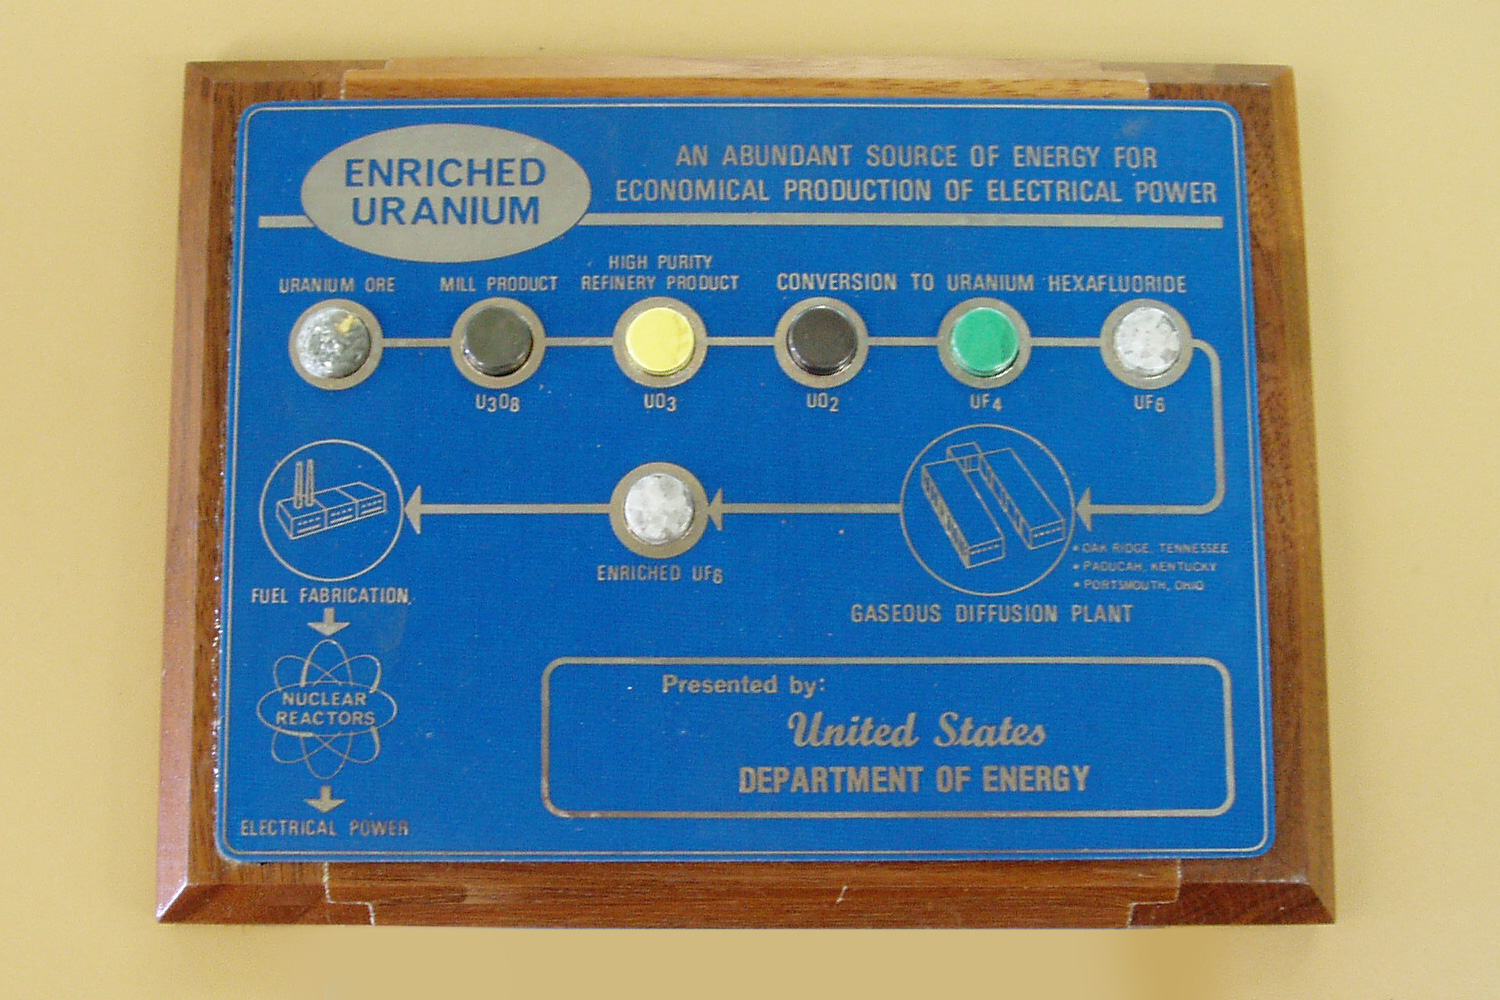 ENRICHED
URANIUM
AN ABUNDANT SOURCE OF ENERGY FOR
ECONOMICAL PRODUCTION OF ELECTRICAL POWER
URANIUM ORE
MILL PRODUCT
HIGH PURITY
REFINERY PRODUCT
CONVERSION TO URANIUM HEXAFLUORIDE
U3O8
UO3
UO2
UF4
UF6
• OAK RIDGE, TENNESSEE
• PADUCAH, KENTUCKY
• PORTSMOUTH, OHIO
GASEOUS DIFFUSION PLANT
ENRICHED UF6
FUEL FABRICATION
NUCLEAR
REACTORS
ELECTRICAL POWER
Presented by:
United States
DEPARTMENT OF ENERGY